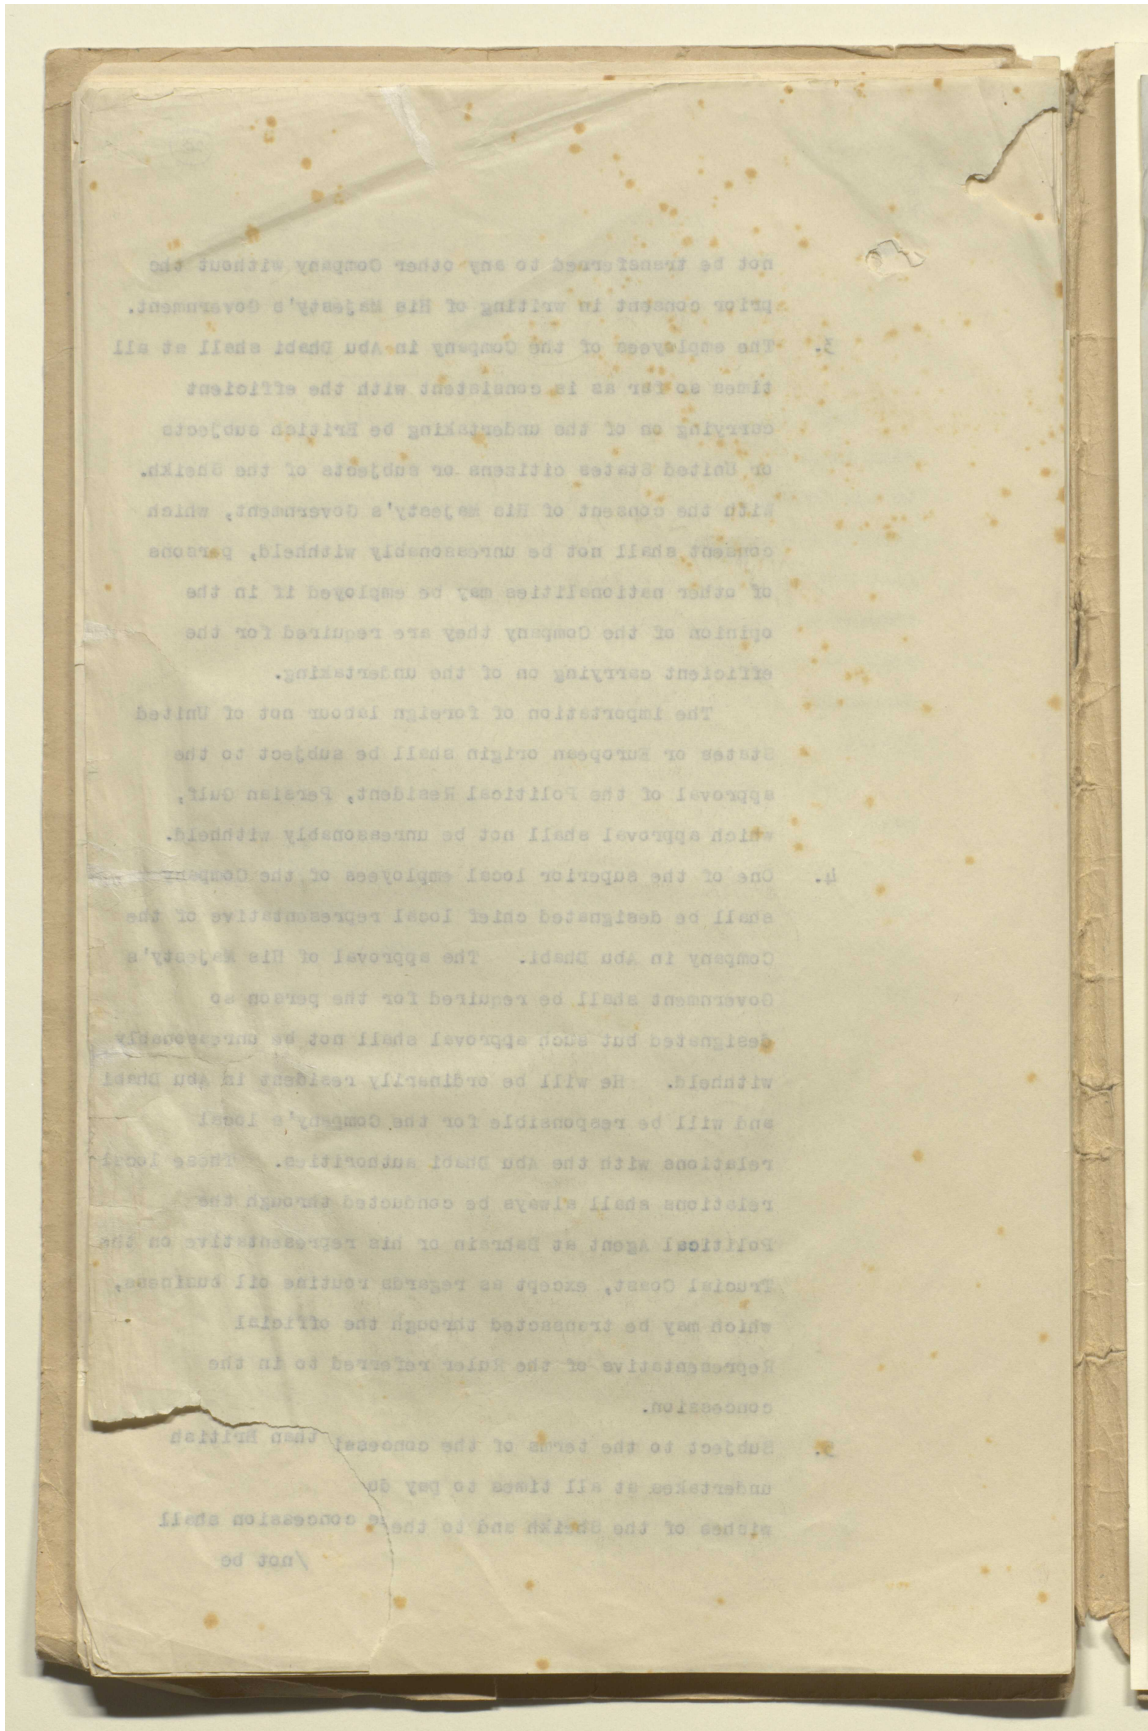 not be transferred to any other Company without the
prior consent in writing of His Majesty's Government.
3. The employees of the Company in Abu Dhabi shall at all
times so far as is consistent with the efficient
carrying on of the undertaking be British subjects
or United States citizens or subjects of the Sheikh.
With the consent of His Majesty's Government, which
consent shall not be unreasonably withheld, persons
of other nationalities may be employed if in the
opinion of the Company they are required for the
efficient carrying on of the undertaking.
The importation of foreign labour not of United
States or European origin shall be subject to the
approval of the Political Resident, Persian Gulf,
which approval shall not be unreasonably withheld.
4. One of the superior local employees of the Company
shall be designated chief local representative of the
Company in Abu Dhabi. The approval of His Majesty's
Government shall be required for the person so
designated but such approval shall not be unreasonably
withheld. He will be ordinarily resident in Abu Dhabi
and will be responsible for the Company's local
relations with the Abu Dhabi authorities. These local
relations shall always be conducted through the
Political Agent at Bahrain or his representative on the
Trucial Coast, except as regards routine oil business,
which may be transacted through the official
Representative of the Ruler referred to in the
concession.
5. Subject to the terms of the concessi than British
undertakes at all times to pay du
wishes of the Sheikh and to the concession shall
/not be